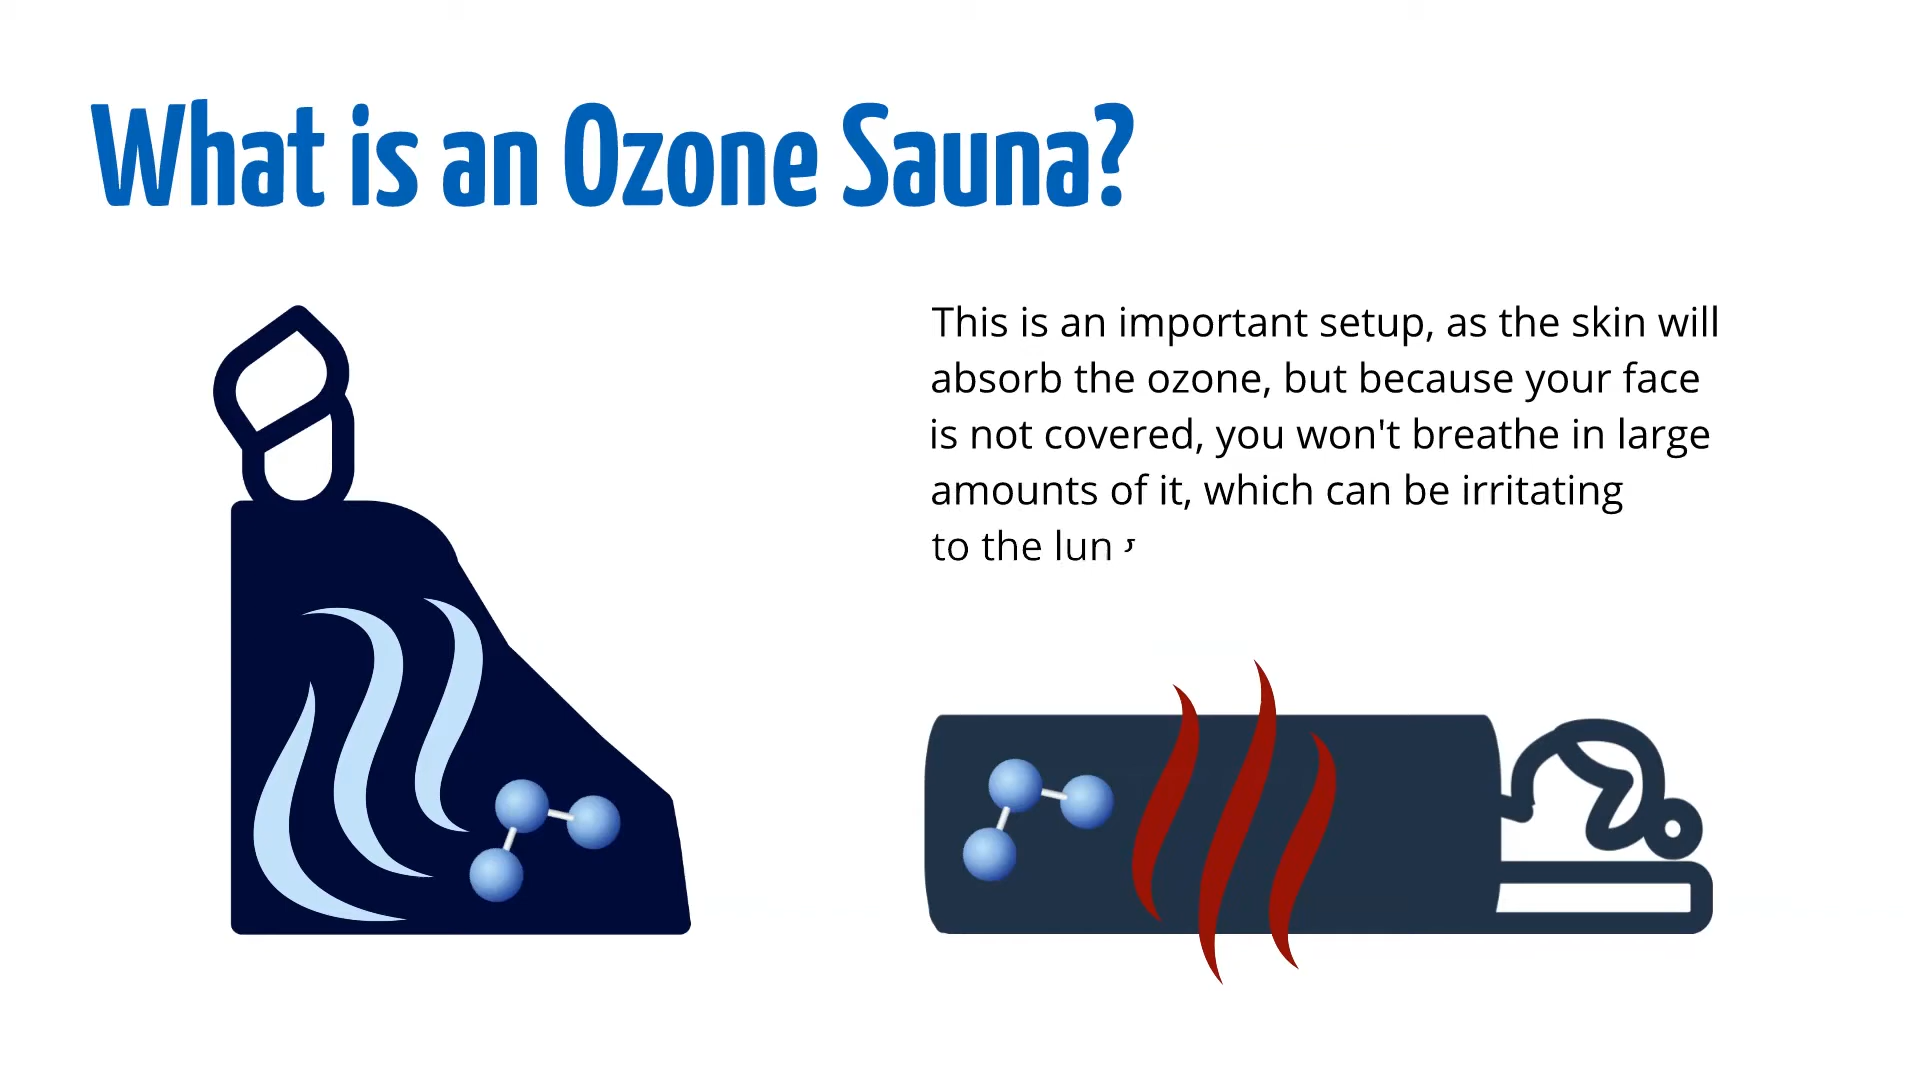 What is an Ozone Sauna?
This is an important setup, as the skin will
absorb the ozone, but because your face
is not covered, you won't breathe in large
amounts of it, which can be irritating
to the lun